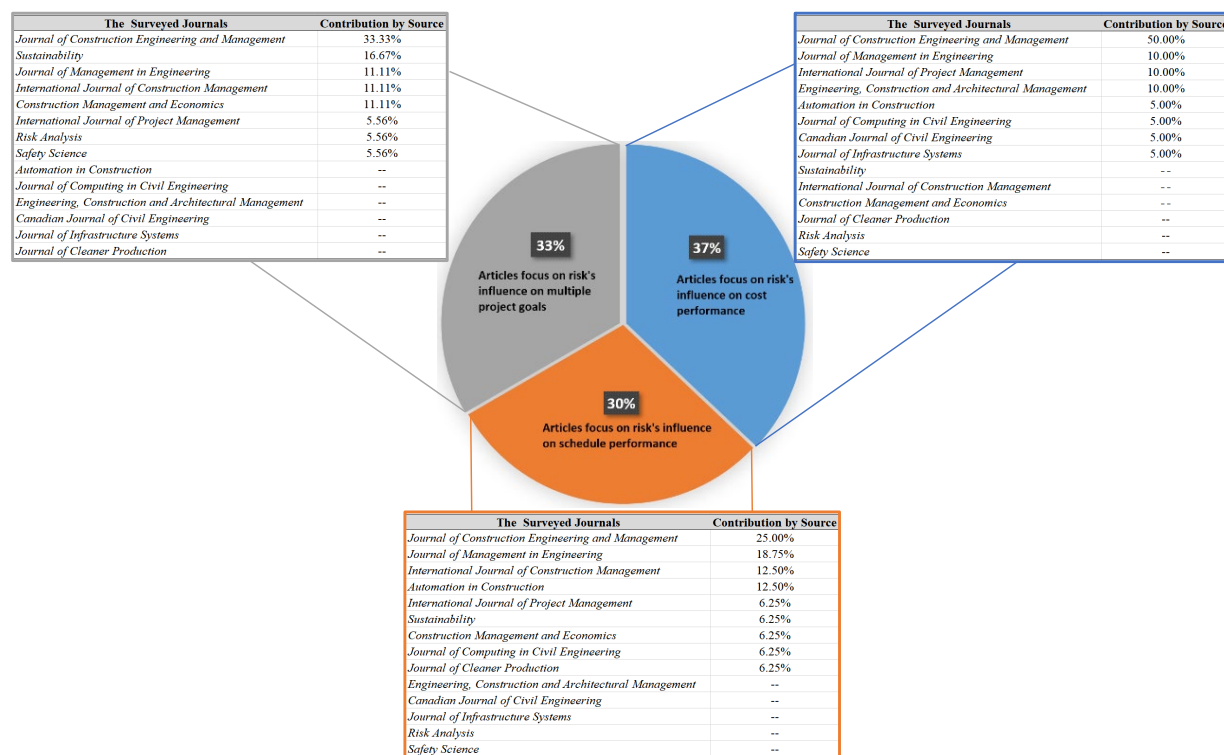 The Surveyed Journals Contribution by Source
Journal of Construction Engineering and Management 33.33%
Sustainability 16.67%
Journal of Management in Engineering 11.11%
International Journal of Construction Management 11.11%
Construction Management and Economics 11.11%
International Journal of Project Management 5.56%
Risk Analysis 5.56%
Safety Science 5.56%
Automation in Construction --
Journal of Computing in Civil Engineering --
Engineering, Construction and Architectural Management --
Canadian Journal of Civil Engineering --
Journal of Infrastructure Systems --
Journal of Cleaner Production --
The Surveyed Journals Contribution by Source
Journal of Construction Engineering and Management 50.00%
Journal of Management in Engineering 10.00%
International Journal of Project Management 10.00%
Engineering, Construction and Architectural Management 10.00%
Automation in Construction 5.00%
Journal of Computing in Civil Engineering 5.00%
Canadian Journal of Civil Engineering 5.00%
Journal of Infrastructure Systems 5.00%
Sustainability --
International Journal of Construction Management --
Construction Management and Economics --
Journal of Cleaner Production --
Risk Analysis --
Safety Science --
33%
Articles focus on risk's
influence on multiple
project goals
37%
Articles focus on risk's
influence on cost
performance
30%
Articles focus on risk's influence
on schedule performance
The Surveyed Journals Contribution by Source
Journal of Construction Engineering and Management 25.00%
Journal of Management in Engineering 18.75%
International Journal of Construction Management 12.50%
Automation in Construction 12.50%
International Journal of Project Management 6.25%
Sustainability 6.25%
Construction Management and Economics 6.25%
Journal of Computing in Civil Engineering 6.25%
Journal of Cleaner Production 6.25%
Engineering, Construction and Architectural Management --
Canadian Journal of Civil Engineering --
Journal of Infrastructure Systems --
Risk Analysis --
Safety Science --